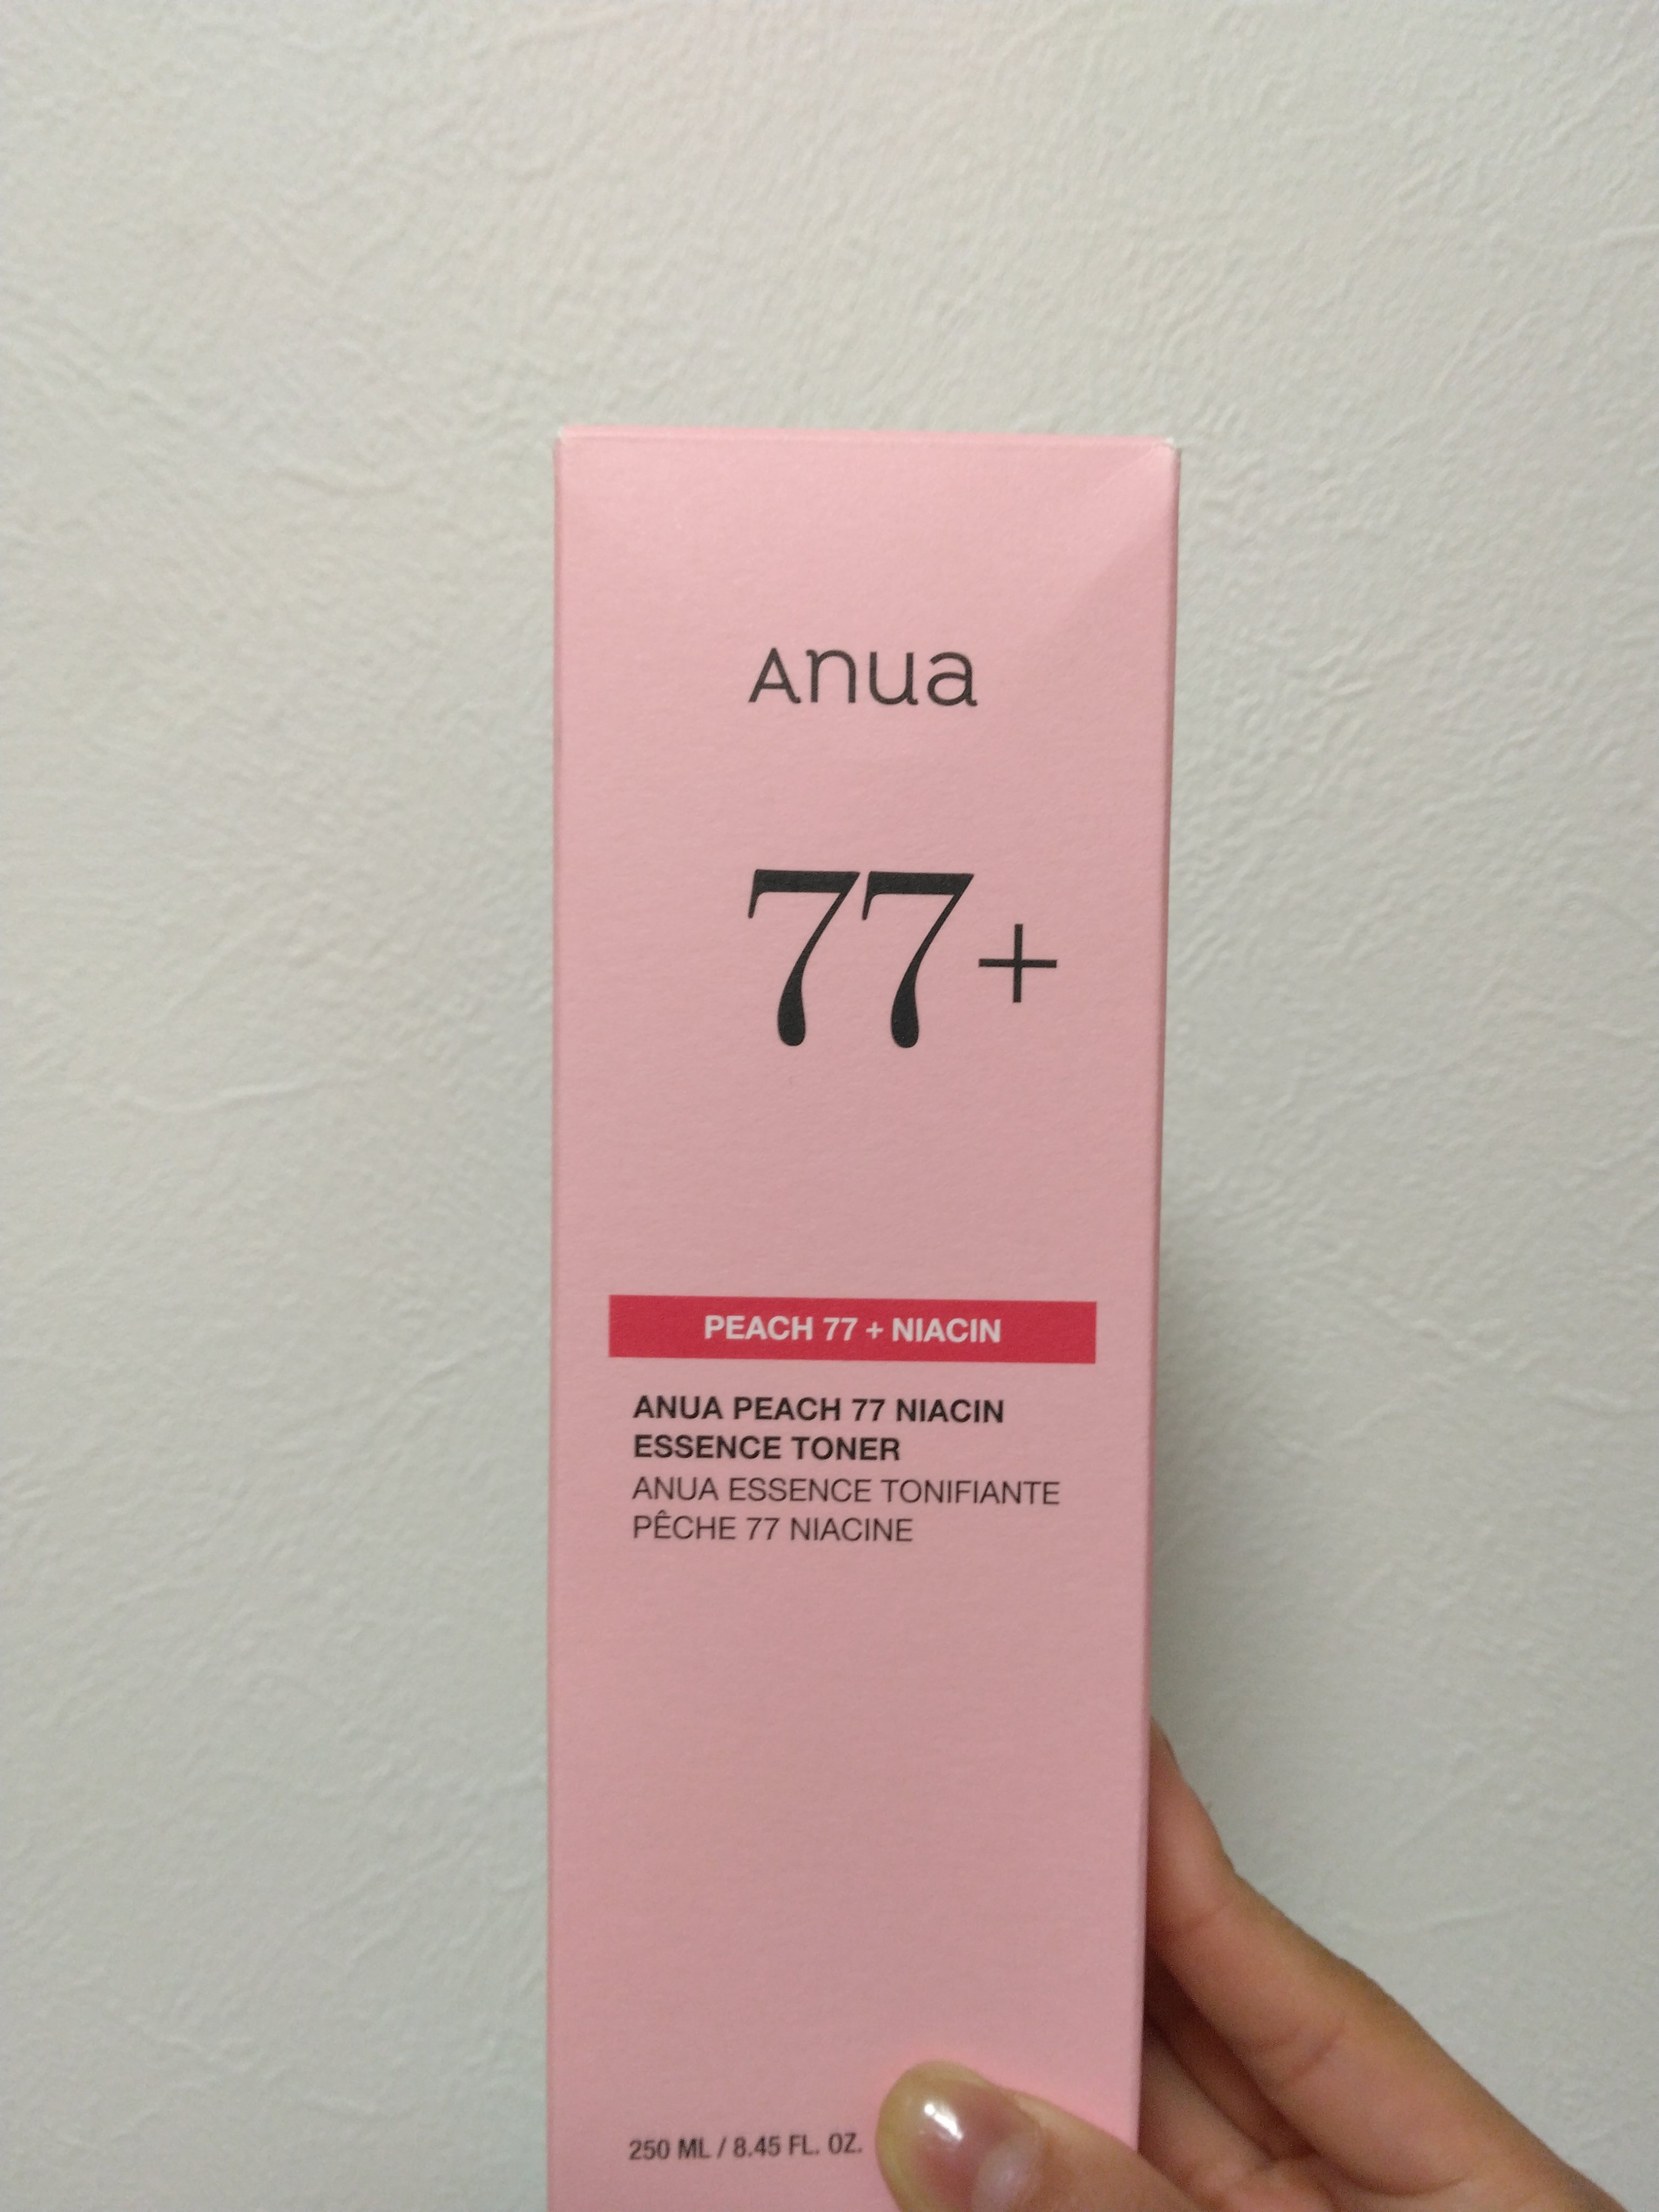 Anua
77+
PEACH 77 + NIACIN
ANUA PEACH 77 NIACIN
ESSENCE TONER
ANUA ESSENCE TONIFIANTE
PÊCHE 77 NIACINE
250 ML / 8.45 FL. OZ.